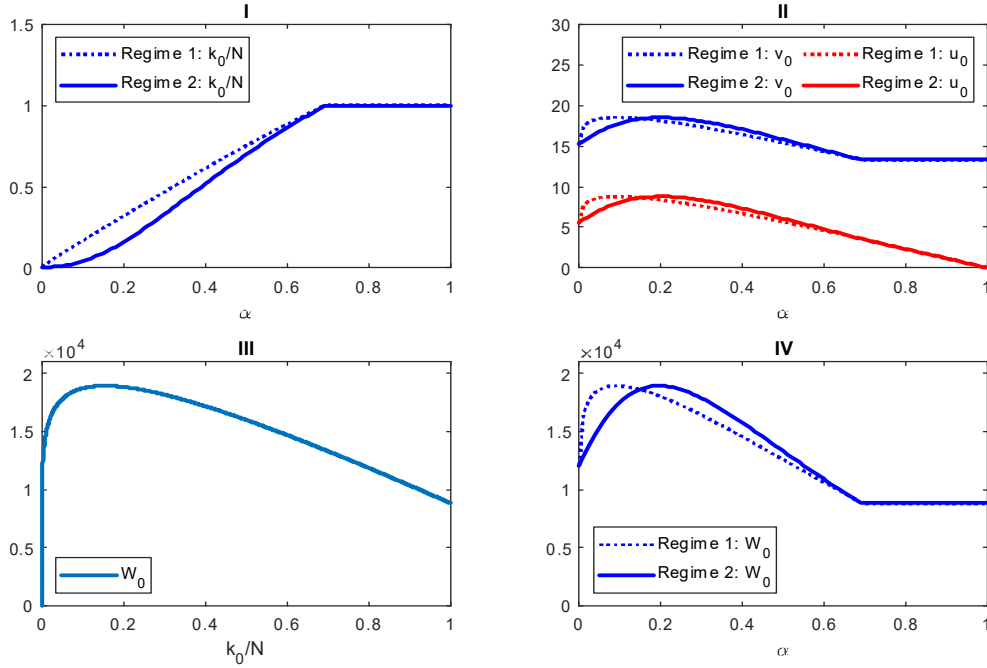 I
1.5
1
0.5
0
Regime 1: k₀/N
Regime 2: k₀/N
0 0.2 0.4 0.6 0.8 1
α
II
30
25
20
15
10
5
0
Regime 1: v₀ Regime 1: u₀
Regime 2: v₀ Regime 2: u₀
0 0.2 0.4 0.6 0.8 1
α
×10⁴
III
2
1.5
1
0.5
0
W₀
0 0.2 0.4 0.6 0.8 1
k₀/N
×10⁴
IV
2
1.5
1
0.5
0
Regime 1: W₀
Regime 2: W₀
0 0.2 0.4 0.6 0.8 1
α